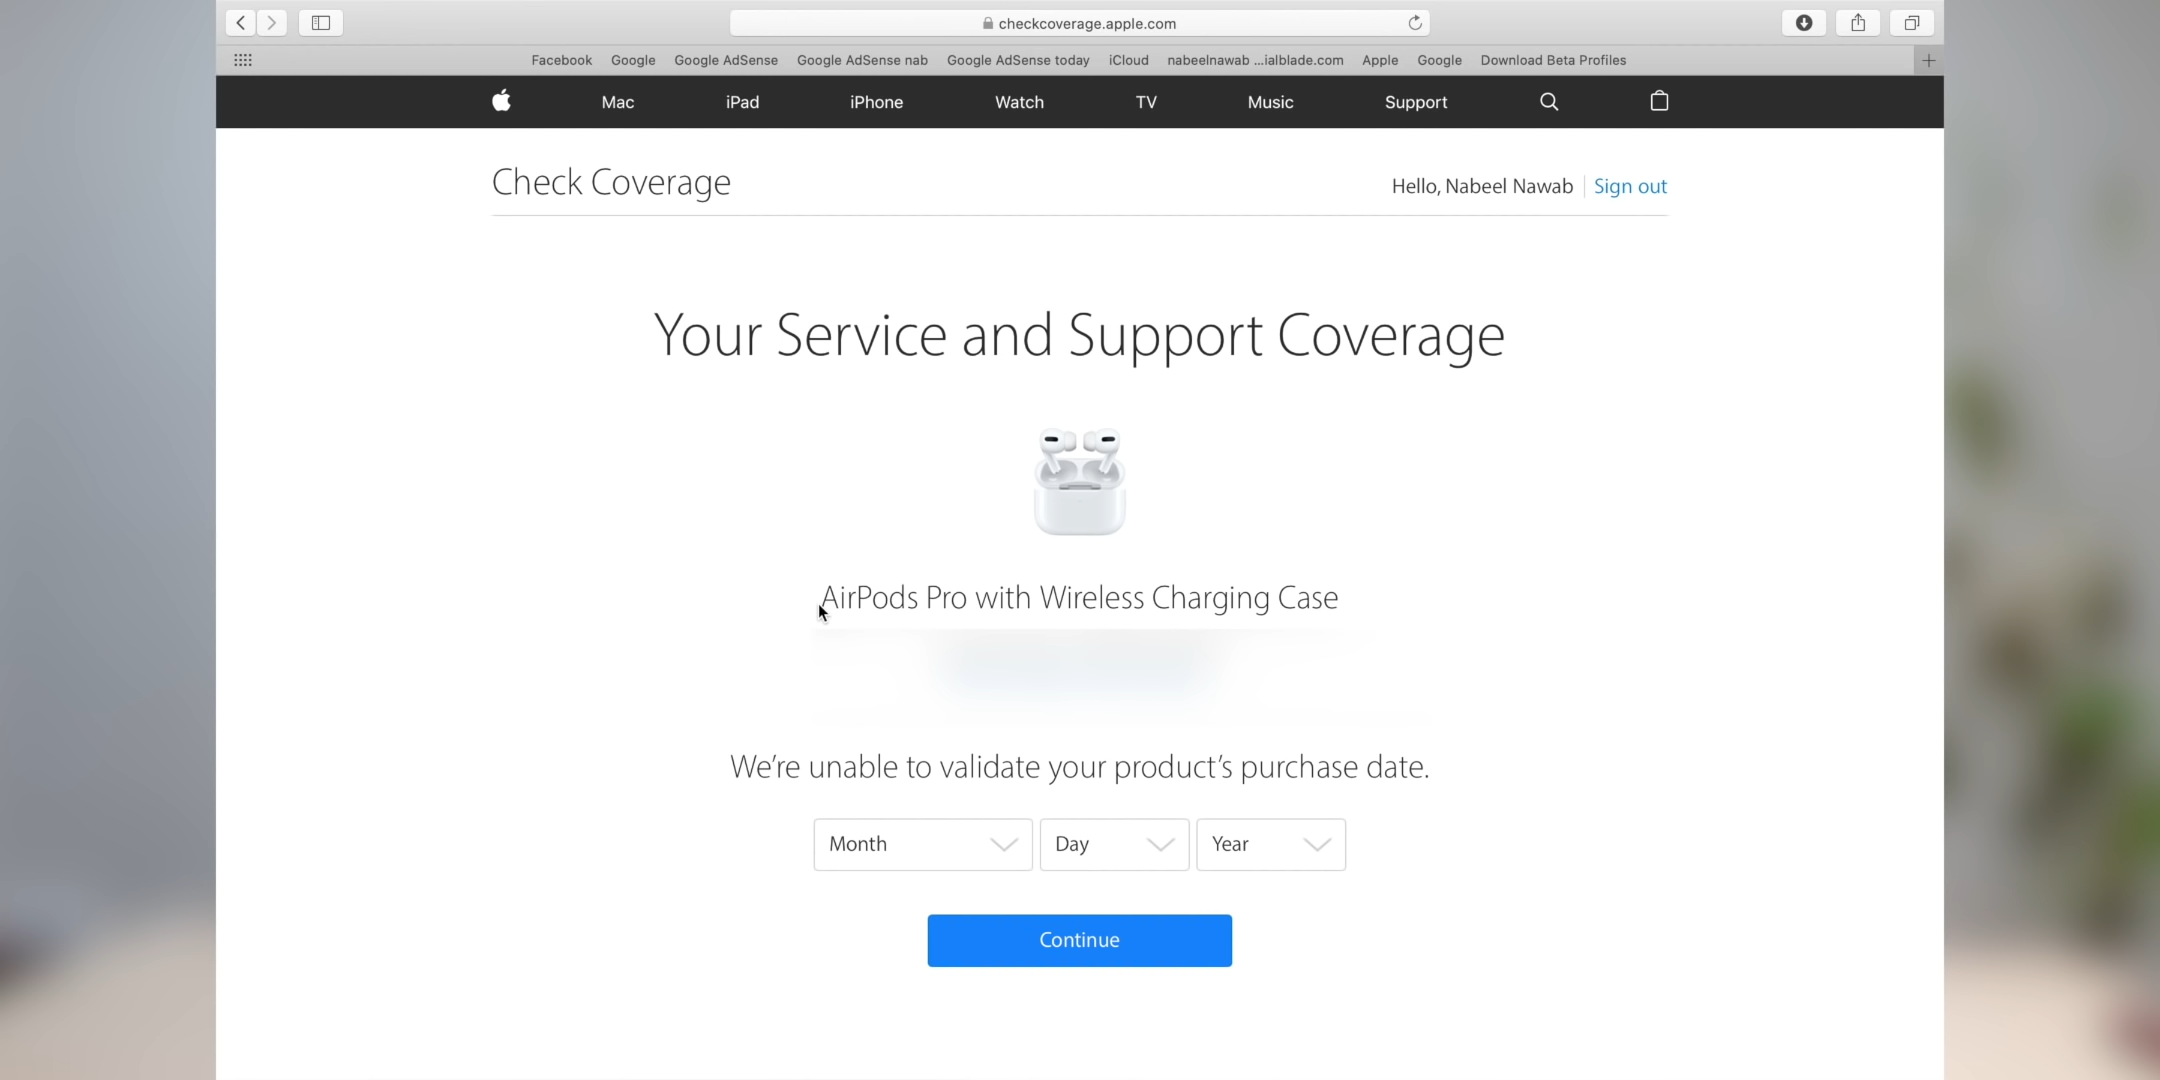 checkcoverage.apple.com
Facebook Google Google AdSense Google AdSense nab Google AdSense today iCloud nabeelnawab ...ialblade.com Apple Google Download Beta Profiles
Mac iPad iPhone Watch TV Music Support
Check Coverage
Hello, Nabeel Nawab Sign out
Your Service and Support Coverage
AirPods Pro with Wireless Charging Case
We're unable to validate your product's purchase date.
Month Day Year
Continue